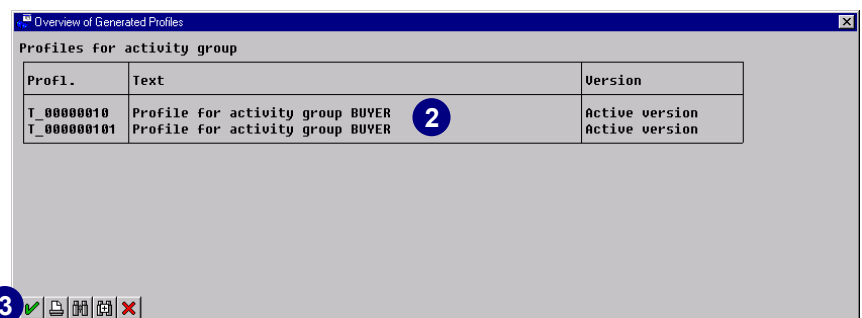 Overview of Generated Profiles
Profiles for activity group
Profl. Text Version
T_00000010 Profile for activity group BUYER Active version
T_000000101 Profile for activity group BUYER Active version
2
3